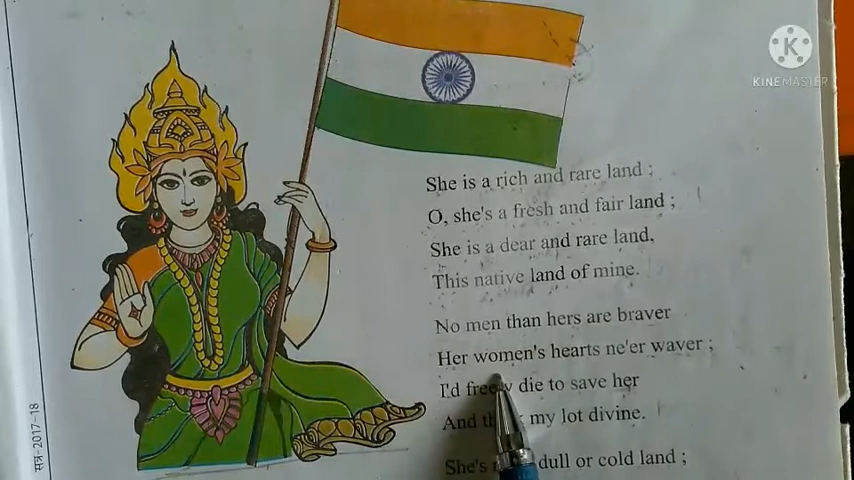 KINEMASTER
She is a rich and rare land ;
O, she's a fresh and fair land ;
She is a dear and rare land,
This native land of mine.
No men than hers are braver
Her women's hearts ne'er waver ;
I'd freely die to save her
And my lot divine.
She's dull or cold land ;
सत्र-2017-18